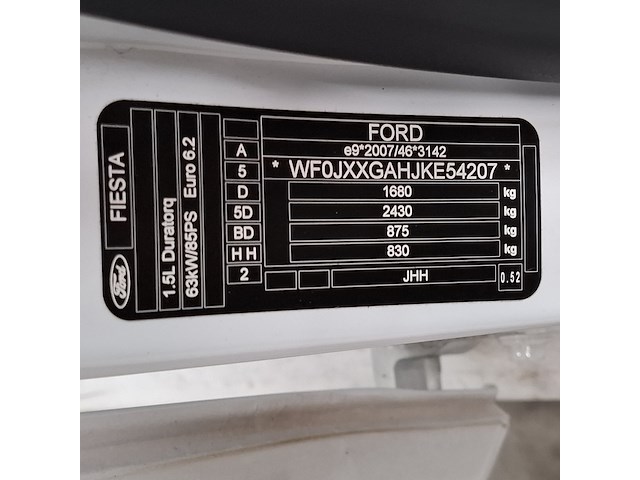 FORD
e9*2007/46*3142
* WF0JXXGAHJKE54207 *
1680 kg
2430 kg
875 kg
830 kg
JHH 0.52
A
5
D
5D
BD
HH
2
FIESTA
1.5L Duratorq
63kW/85PS Euro 6.2
Ford